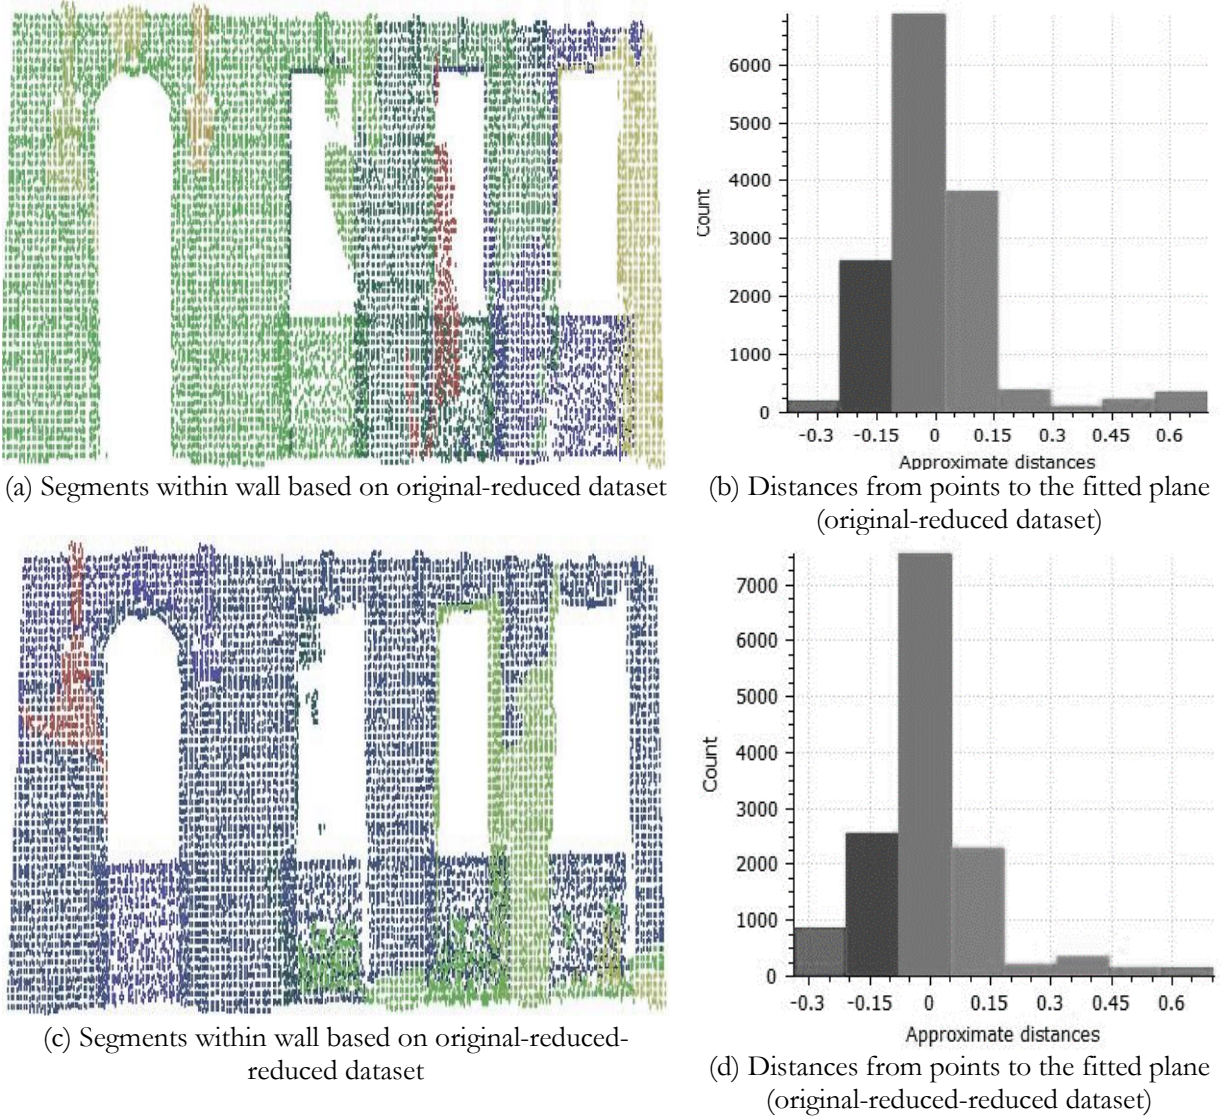 6000
5000
4000
3000
2000
1000
0
Count
-0.3 -0.15 0 0.15 0.3 0.45 0.6
Approximate distances
(a) Segments within wall based on original-reduced dataset
(b) Distances from points to the fitted plane
(original-reduced dataset)
7000
6000
5000
4000
3000
2000
1000
0
Count
-0.3 -0.15 0 0.15 0.3 0.45 0.6
Approximate distances
(c) Segments within wall based on original-reduced-
reduced dataset
(d) Distances from points to the fitted plane
(original-reduced-reduced dataset)